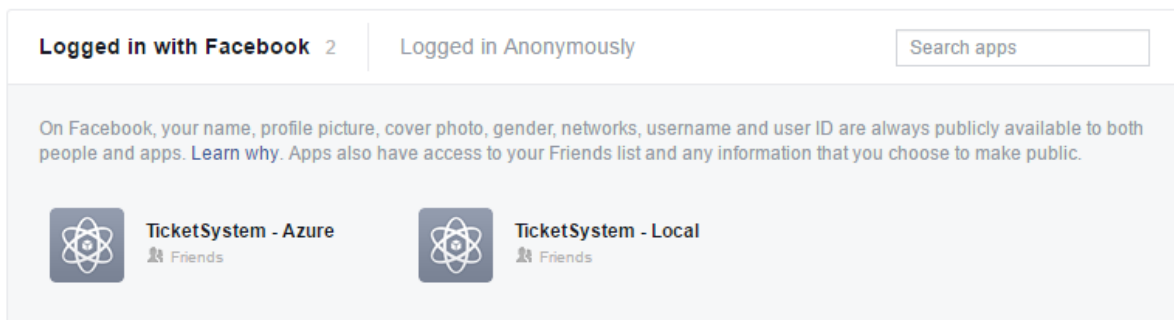 Logged in with Facebook 2 Logged in Anonymously Search apps
On Facebook, your name, profile picture, cover photo, gender, networks, username and user ID are always publicly available to both
people and apps. Learn why. Apps also have access to your Friends list and any information that you choose to make public.
TicketSystem - Azure
Friends
TicketSystem - Local
Friends